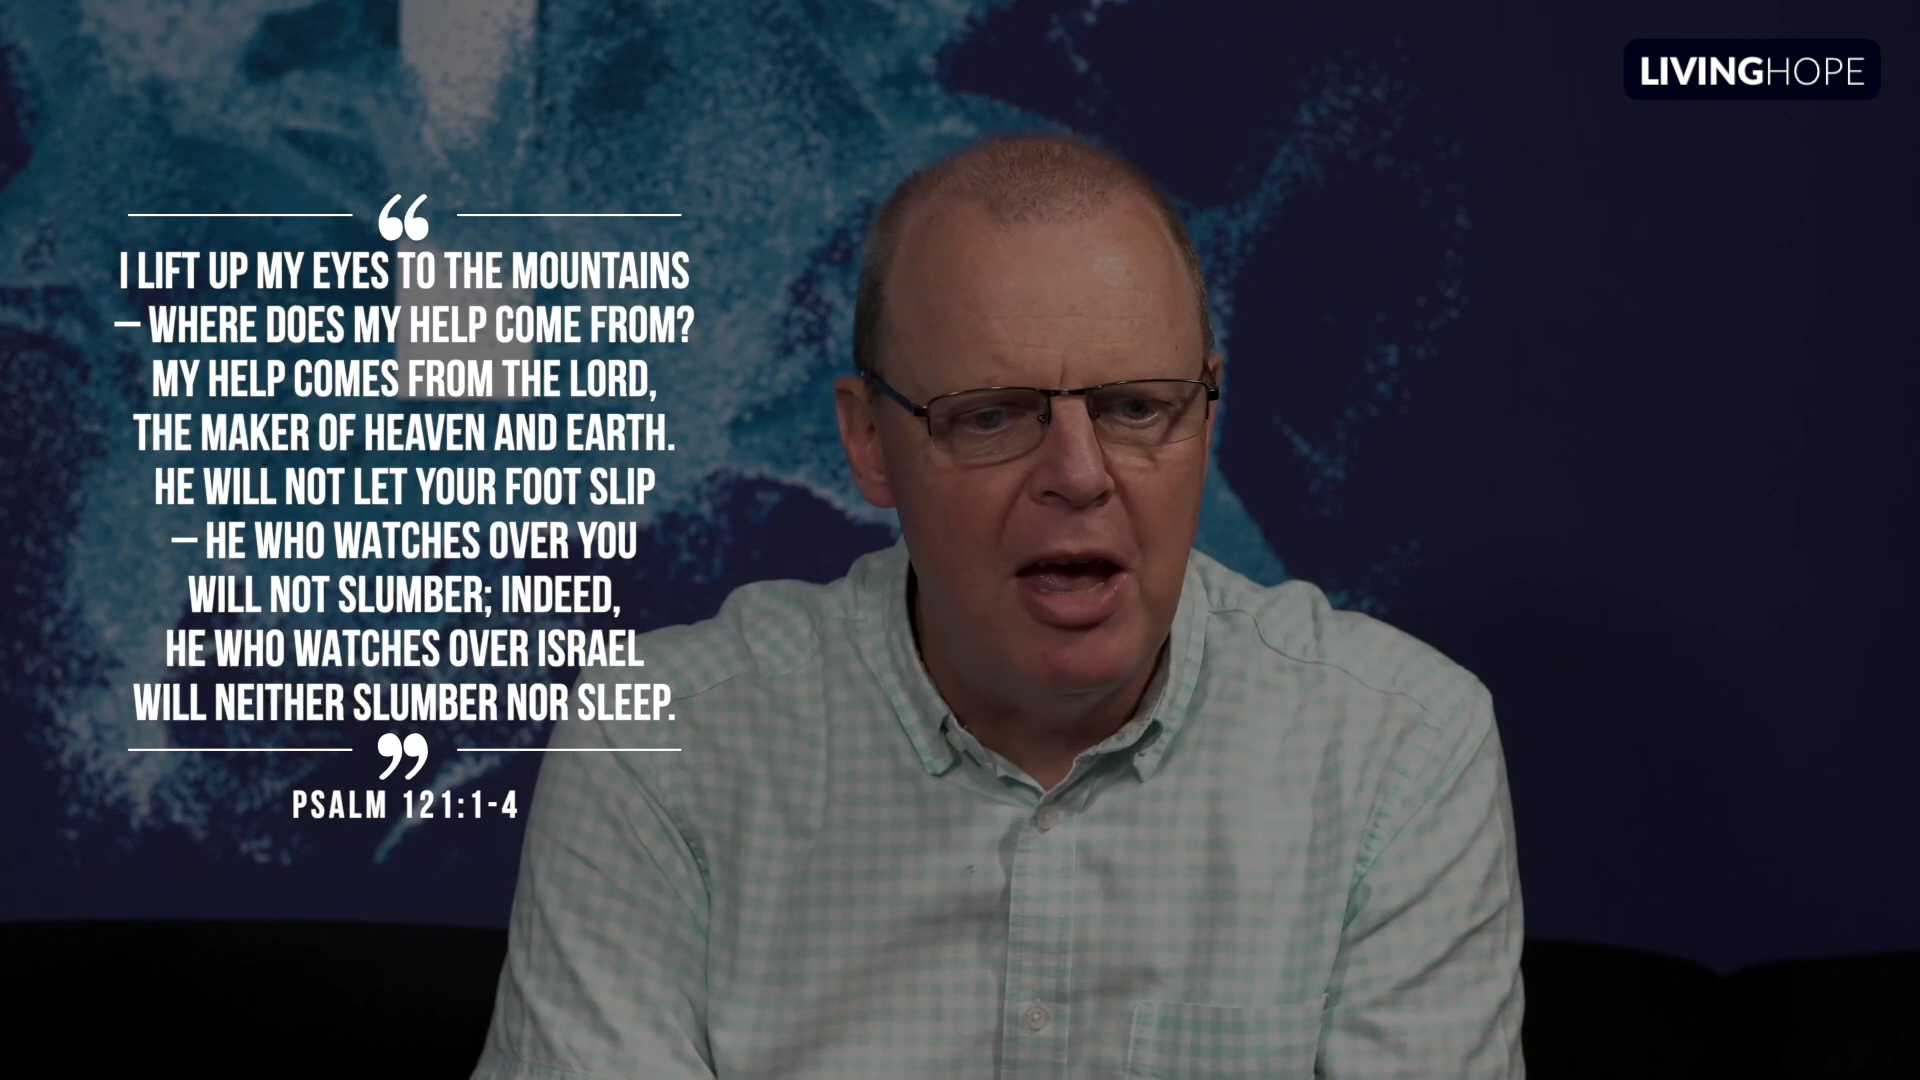 LIVINGHOPE
“
I LIFT UP MY EYES TO THE MOUNTAINS
– WHERE DOES MY HELP COME FROM?
MY HELP COMES FROM THE LORD,
THE MAKER OF HEAVEN AND EARTH.
HE WILL NOT LET YOUR FOOT SLIP
– HE WHO WATCHES OVER YOU
WILL NOT SLUMBER; INDEED,
HE WHO WATCHES OVER ISRAEL
WILL NEITHER SLUMBER NOR SLEEP.
”
PSALM 121:1-4